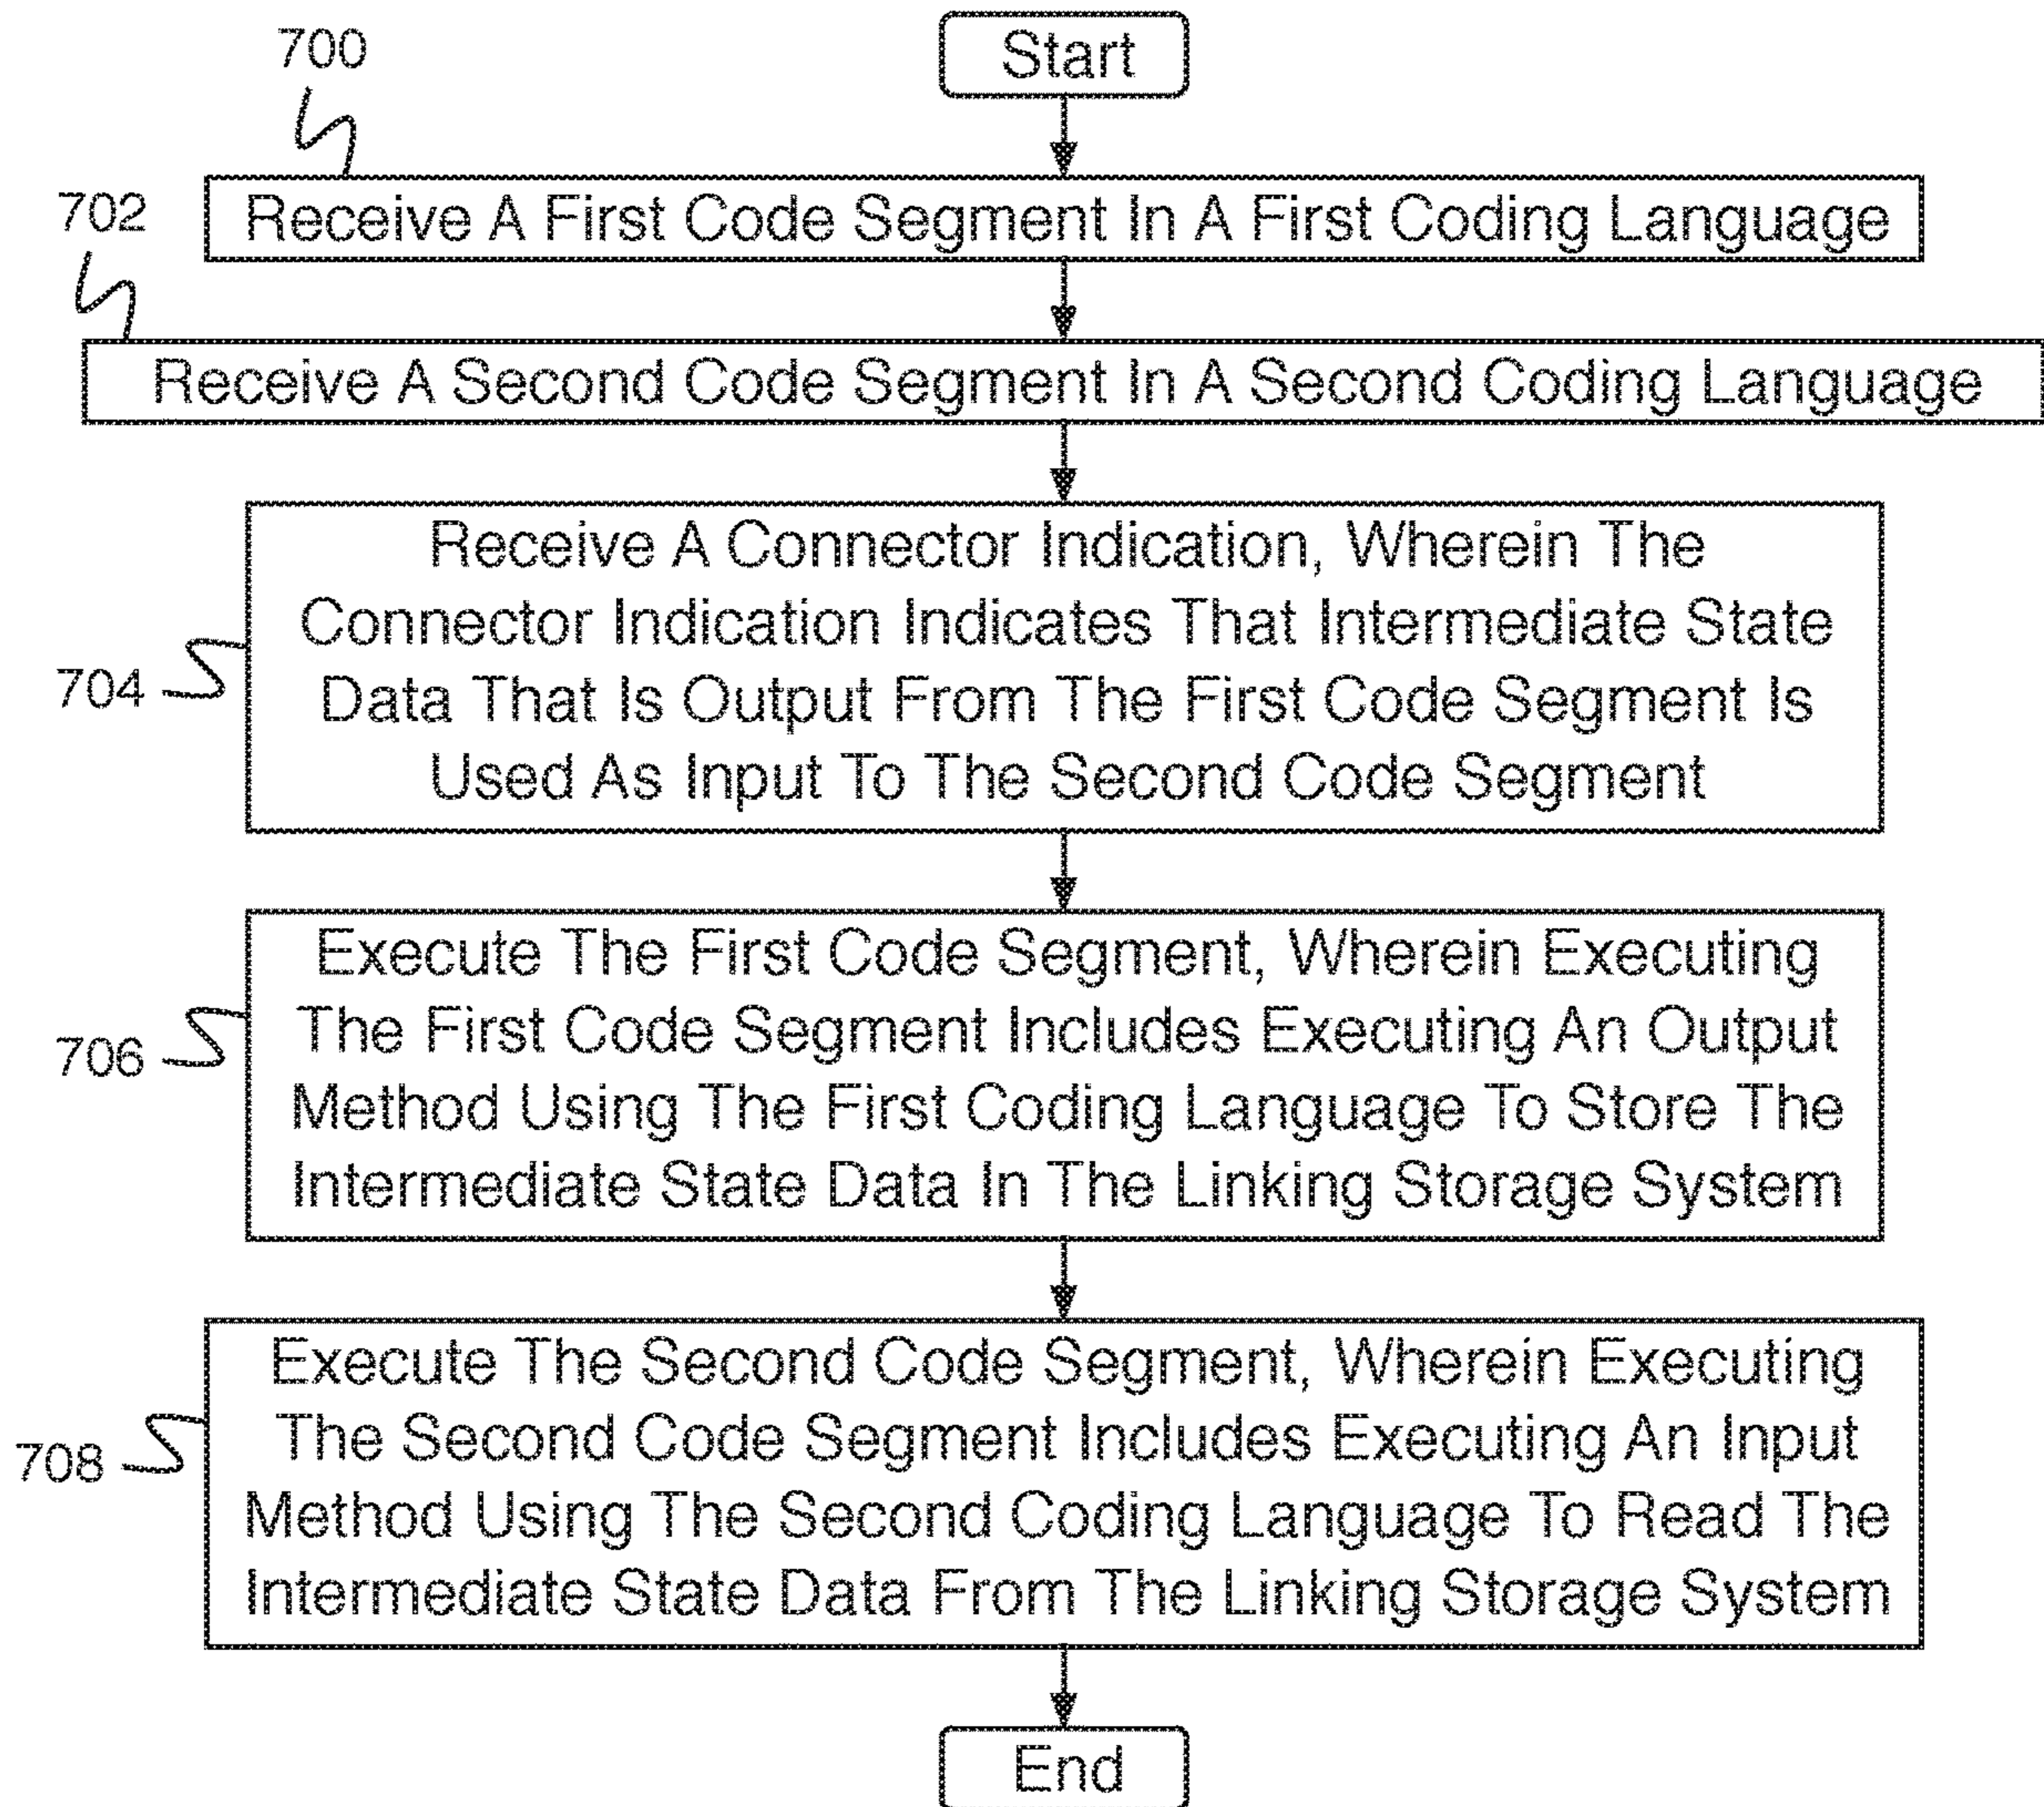 Start
700
Receive A First Code Segment In A First Coding Language
702
Receive A Second Code Segment In A Second Coding Language
704
Receive A Connector Indication, Wherein The
Connector Indication Indicates That Intermediate State
Data That Is Output From The First Code Segment Is
Used As Input To The Second Code Segment
706
Execute The First Code Segment, Wherein Executing
The First Code Segment Includes Executing An Output
Method Using The First Coding Language To Store The
Intermediate State Data In The Linking Storage System
708
Execute The Second Code Segment, Wherein Executing
The Second Code Segment Includes Executing An Input
Method Using The Second Coding Language To Read The
Intermediate State Data From The Linking Storage System
End